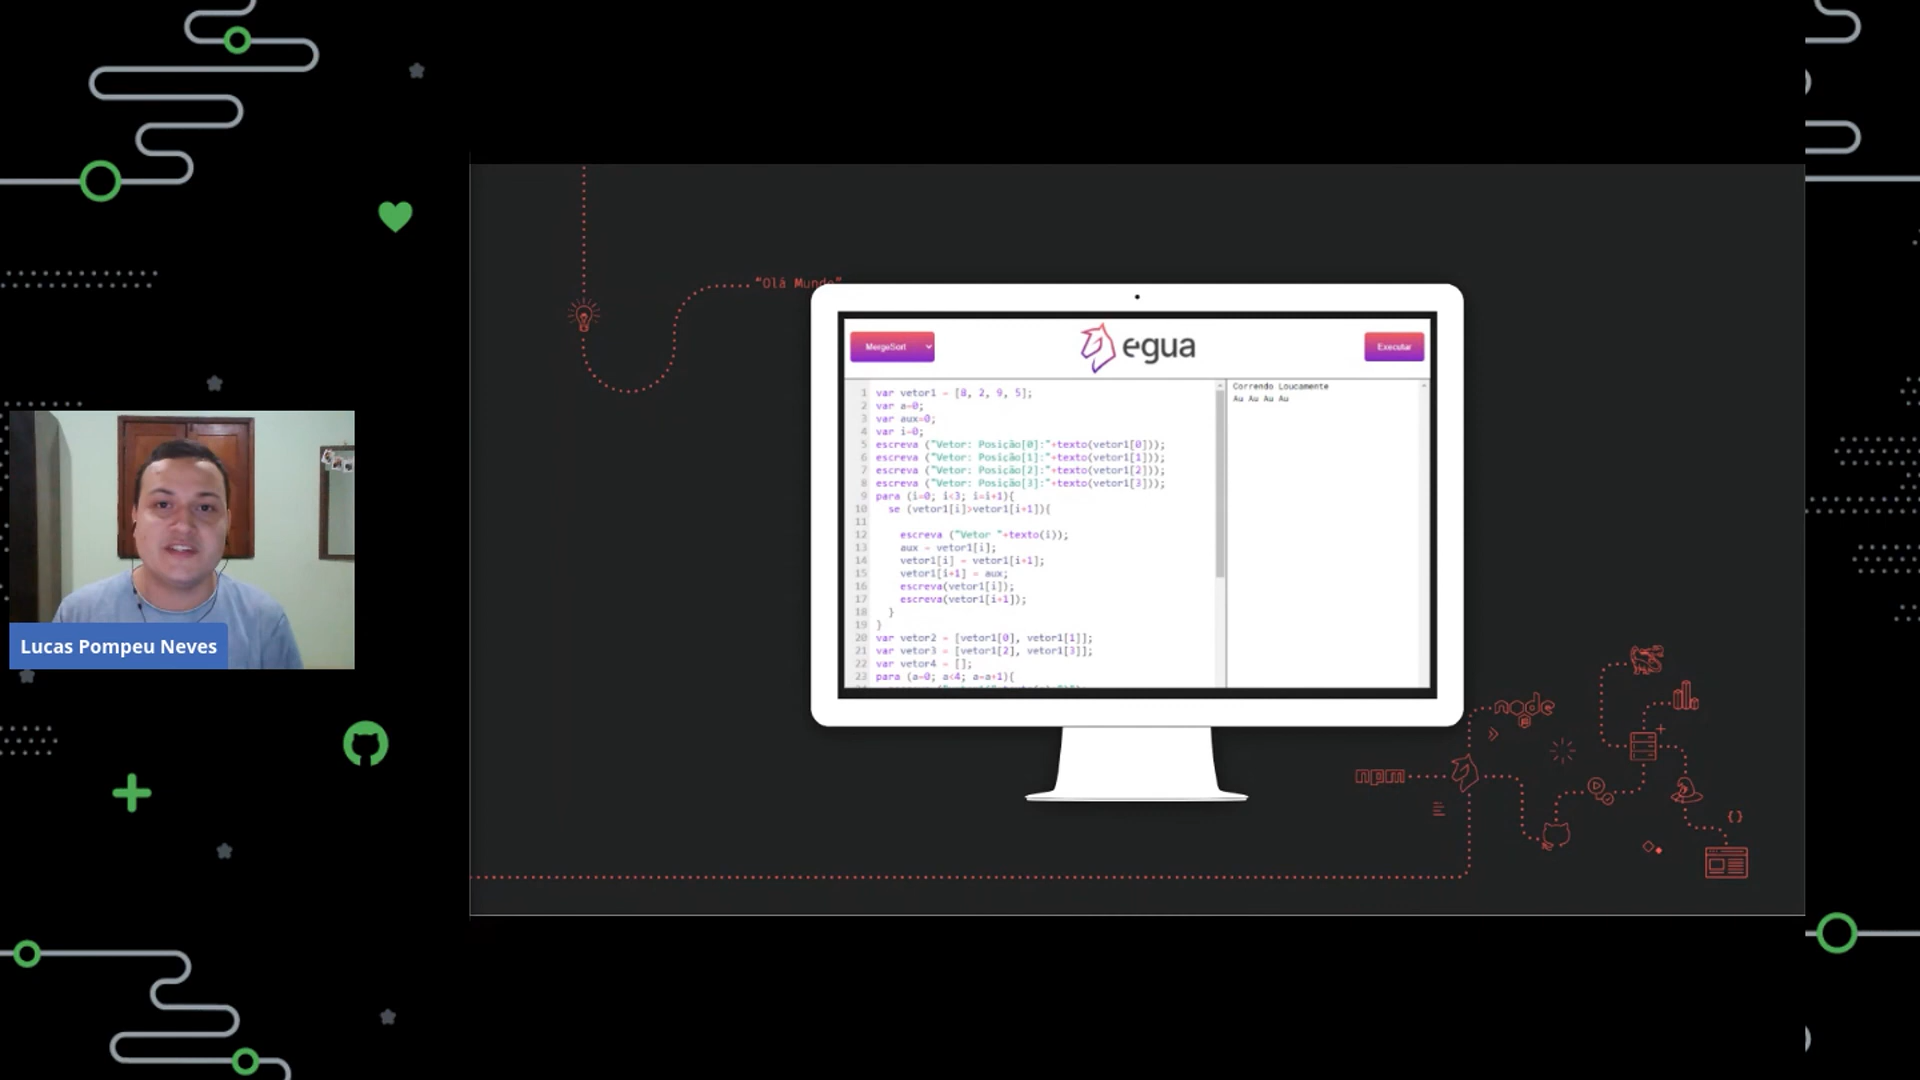 "Olá Mundo"
MergeSort
egua
Executar
1 var vetor1 = [8, 2, 9, 5];
2 var a=0;
3 var aux=0;
4 var i=0;
5 escreva ("Vetor: Posição[0]:"+texto(vetor1[0]));
6 escreva ("Vetor: Posição[1]:"+texto(vetor1[1]));
7 escreva ("Vetor: Posição[2]:"+texto(vetor1[2]));
8 escreva ("Vetor: Posição[3]:"+texto(vetor1[3]));
9 para (i=0; i<3; i=i+1){
10 se (vetor1[i]>vetor1[i+1]){
11
12 escreva ("Vetor "+texto(i));
13 aux = vetor1[i];
14 vetor1[i] = vetor1[i+1];
15 vetor1[i+1] = aux;
16 escreva(vetor1[i]);
17 escreva(vetor1[i+1]);
18 }
19 }
20 var vetor2 = [vetor1[0], vetor1[1]];
21 var vetor3 = [vetor1[2], vetor1[3]];
22 var vetor4 = [];
23 para (a=0; a<4; a=a+1){
Correndo Loucamente
Au Au Au Au
Lucas Pompeu Neves
node
npm
{}